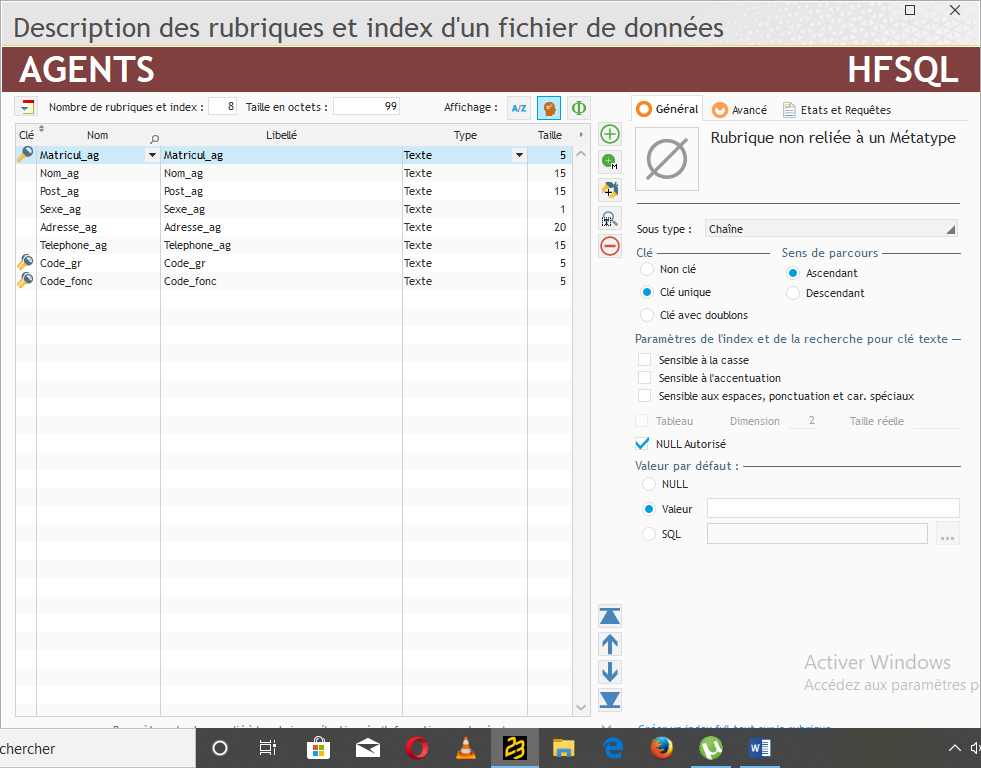 Description des rubriques et index d'un fichier de données
AGENTS HFSQL
Nombre de rubriques et index : 8 Taille en octets : 99 Affichage : A/Z
Clé Nom Libellé Type Taille
Matricul_ag Matricul_ag Texte 5
Nom_ag Nom_ag Texte 15
Post_ag Post_ag Texte 15
Sexe_ag Sexe_ag Texte 1
Adresse_ag Adresse_ag Texte 20
Telephone_ag Telephone_ag Texte 15
Code_gr Code_gr Texte 5
Code_fonc Code_fonc Texte 5
Général Avancé Etats et Requêtes
Rubrique non reliée à un Métatype
Sous type : Chaîne
Clé Sens de parcours
Non clé Ascendant
Clé unique Descendant
Clé avec doublons
Paramètres de l'index et de la recherche pour clé texte
Sensible à la casse
Sensible à l'accentuation
Sensible aux espaces, ponctuation et car. spéciaux
Tableau Dimension 2 Taille réelle
NULL Autorisé
Valeur par défaut :
NULL
Valeur
SQL ...
Activer Windows
Accédez aux paramètres p
chercher